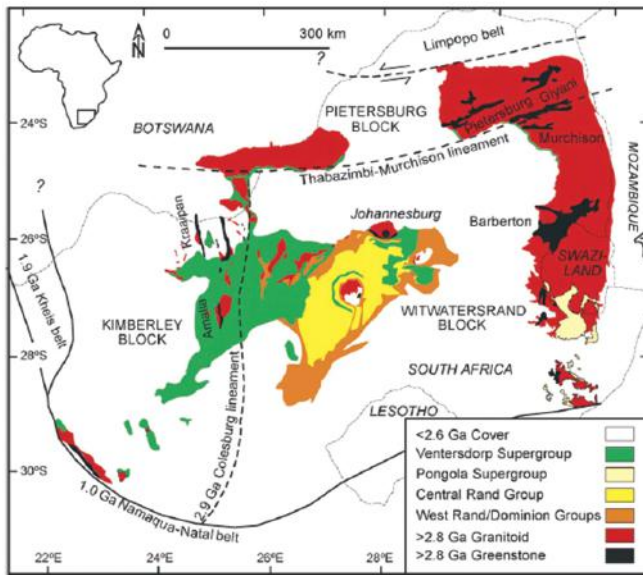 N
0 300 km
Limpopo belt
?
24°S
BOTSWANA
PIETERSBURG
BLOCK
Pietersburg
Giyani
Murchison
Thabazimbi-Murchison lineament
MOZAMBIQUE
?
Kraaipan
Johannesburg
Barberton
26°S
SWAZI-
LAND
1.9 Ga Kheis belt
Amalia
KIMBERLEY
BLOCK
WITWATERSRAND
BLOCK
28°S
2.9 Ga Colesburg lineament
SOUTH AFRICA
LESOTHO
30°S
1.0 Ga Namaqua-Natal belt
<2.6 Ga Cover
Ventersdorp Supergroup
Pongola Supergroup
Central Rand Group
West Rand/Dominion Groups
>2.8 Ga Granitoid
>2.8 Ga Greenstone
22°E 24°E 26°E 28°E